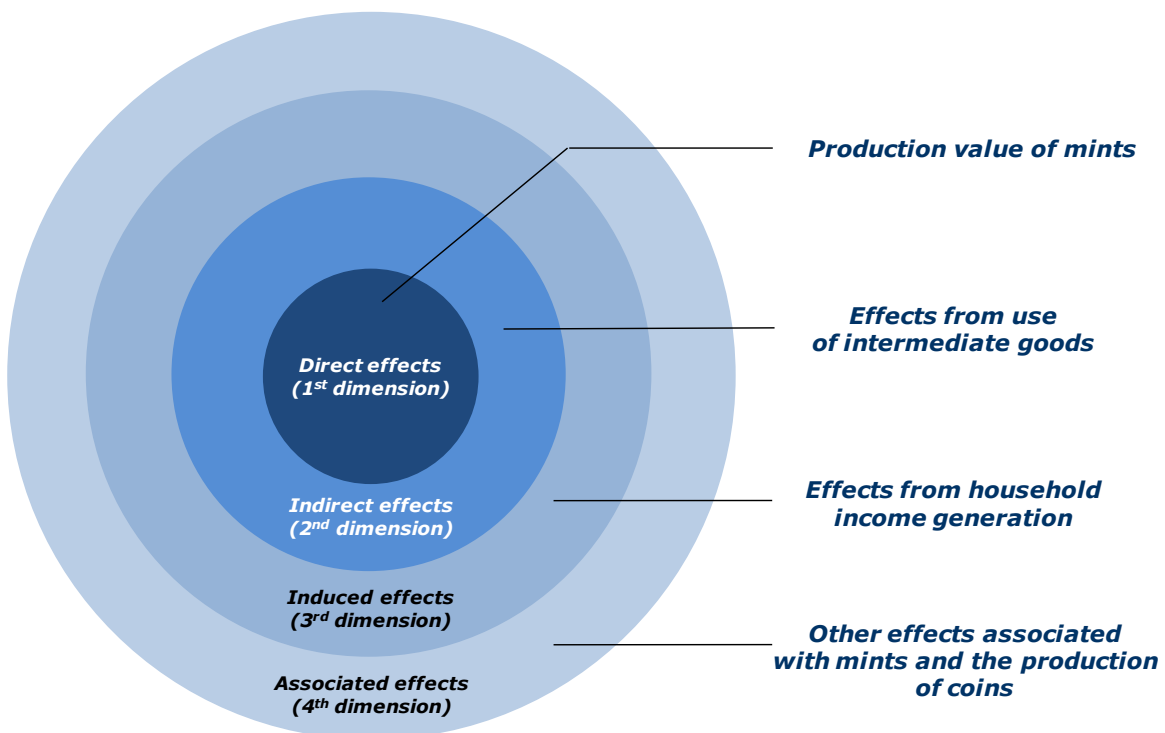 Production value of mints
Effects from use
of intermediate goods
Direct effects
(1st dimension)
Effects from household
income generation
Indirect effects
(2nd dimension)
Induced effects
(3rd dimension)
Other effects associated
with mints and the production
of coins
Associated effects
(4th dimension)